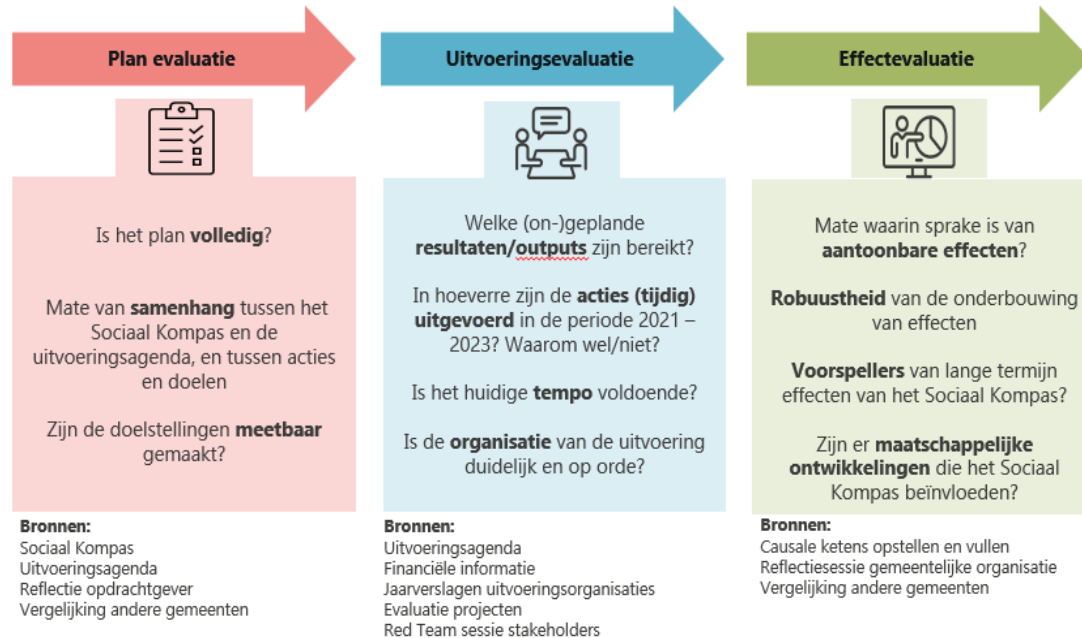 Plan evaluatie
Is het plan volledig?
Mate van samenhang tussen het
Sociaal Kompas en de
uitvoeringsagenda, en tussen acties
en doelen
Zijn de doelstellingen meetbaar
gemaakt?
Bronnen:
Sociaal Kompas
Uitvoeringsagenda
Reflectie opdrachtgever
Vergelijking andere gemeenten
Uitvoeringsevaluatie
Welke (on-)geplande
resultaten/outputs zijn bereikt?
In hoeverre zijn de acties (tijdig)
uitgevoerd in de periode 2021 –
2023? Waarom wel/niet?
Is het huidige tempo voldoende?
Is de organisatie van de uitvoering
duidelijk en op orde?
Bronnen:
Uitvoeringsagenda
Financiële informatie
Jaarverslagen uitvoeringsorganisaties
Evaluatie projecten
Red Team sessie stakeholders
Effectevaluatie
Mate waarin sprake is van
aantoonbare effecten?
Robuustheid van de onderbouwing
van effecten
Voorspellers van lange termijn
effecten van het Sociaal Kompas?
Zijn er maatschappelijke
ontwikkelingen die het Sociaal
Kompas beïnvloeden?
Bronnen:
Causale ketens opstellen en vullen
Reflectiesessie gemeentelijke organisatie
Vergelijking andere gemeenten